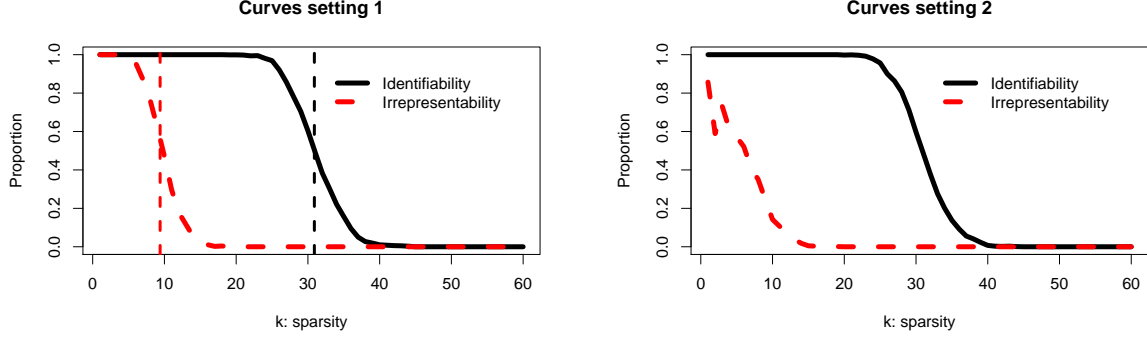 Curves setting 1
Proportion
1.0
0.8
0.6
0.4
0.2
0.0
Identifiability
Irrepresentability
0 10 20 30 40 50 60
k: sparsity
Curves setting 2
Proportion
1.0
0.8
0.6
0.4
0.2
0.0
Identifiability
Irrepresentability
0 10 20 30 40 50 60
k: sparsity